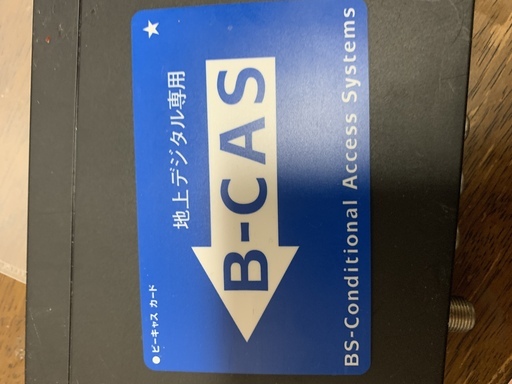 ★
●ビーキャス カード
地上デジタル専用
B-CAS
BS-Conditional Access Systems